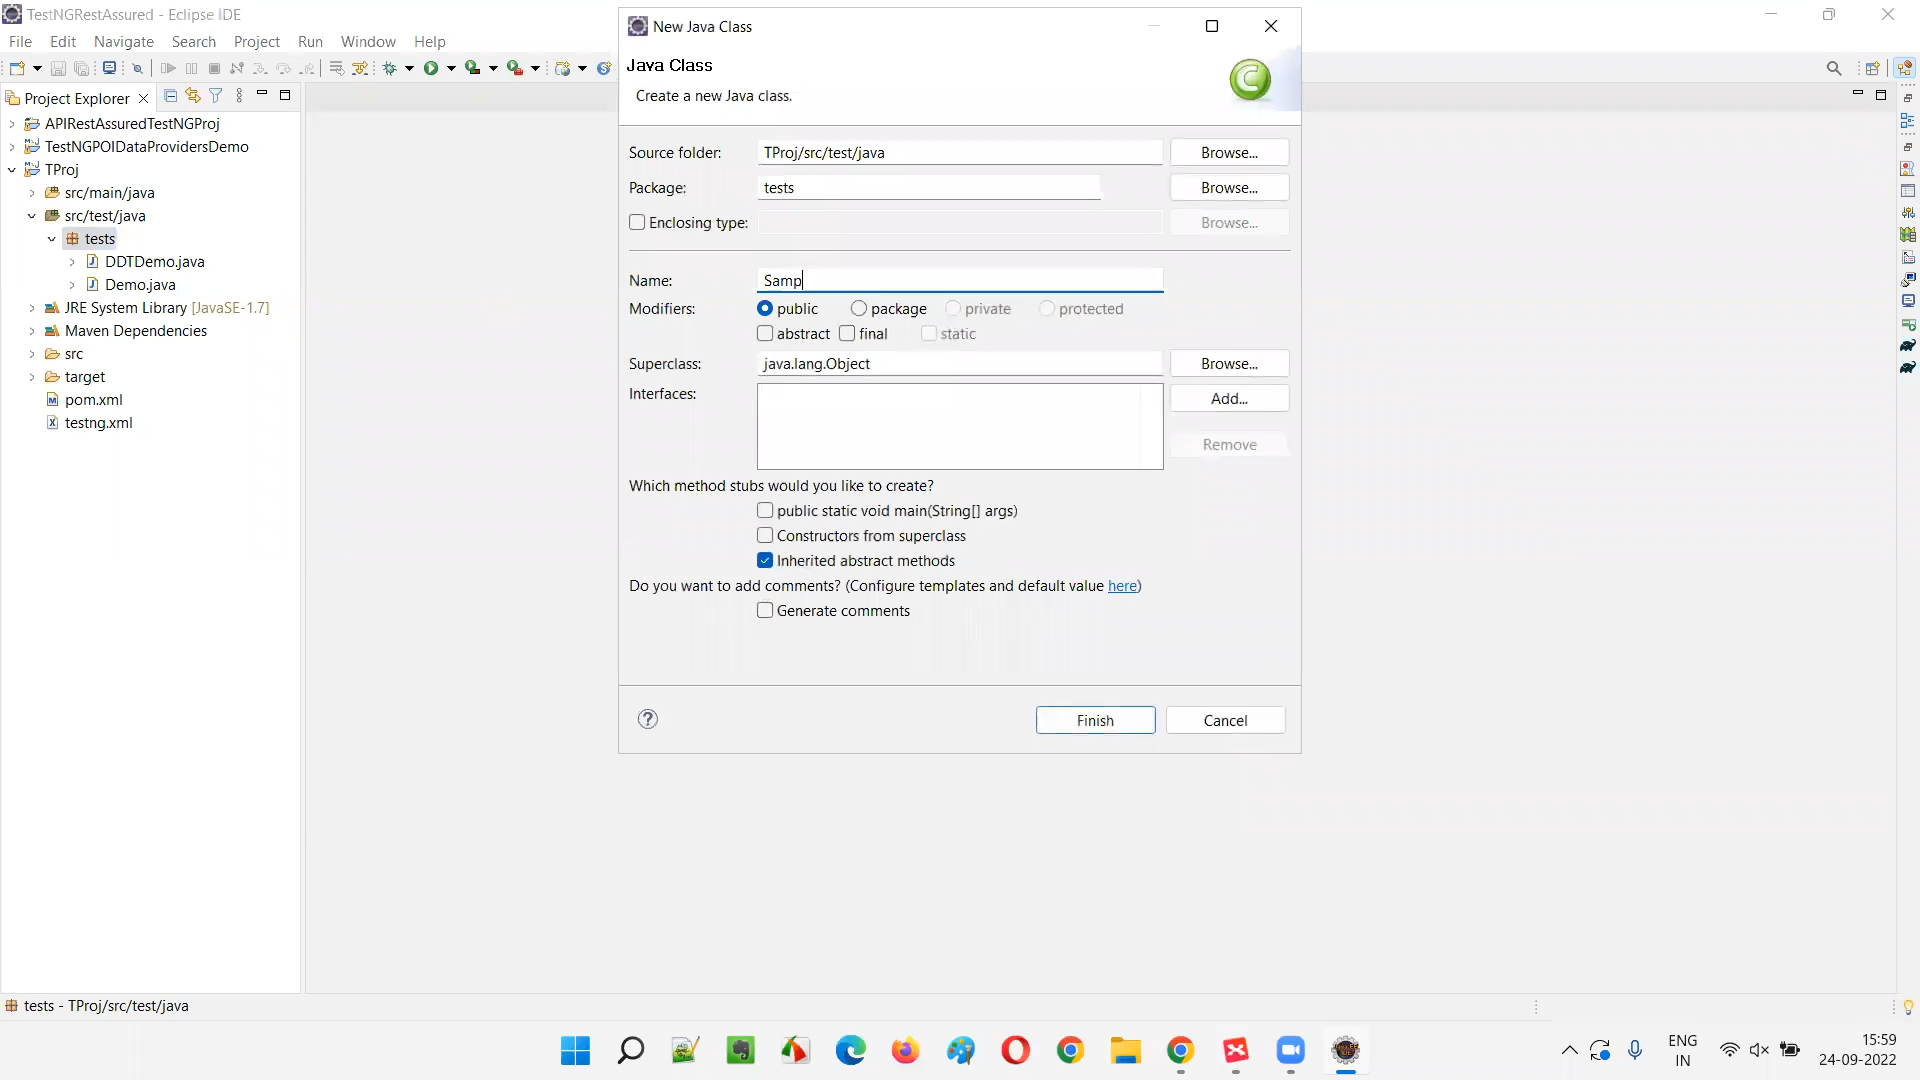 TestNGRestAssured - Eclipse IDE
File Edit Navigate Search Project Run Window Help
Project Explorer
APIRestAssuredTestNGProj
TestNGPOIDataProvidersDemo
TProj
src/main/java
src/test/java
tests
DDTDemo.java
Demo.java
JRE System Library [JavaSE-1.7]
Maven Dependencies
src
target
pom.xml
testng.xml
New Java Class
Java Class
Create a new Java class.
Source folder: TProj/src/test/java Browse...
Package: tests Browse...
Enclosing type: Browse...
Name: Samp
Modifiers: public package private protected
abstract final static
Superclass: java.lang.Object Browse...
Interfaces: Add...
Remove
Which method stubs would you like to create?
public static void main(String[] args)
Constructors from superclass
Inherited abstract methods
Do you want to add comments? (Configure templates and default value here)
Generate comments
Finish Cancel
tests - TProj/src/test/java
ENG
IN
15:59
24-09-2022